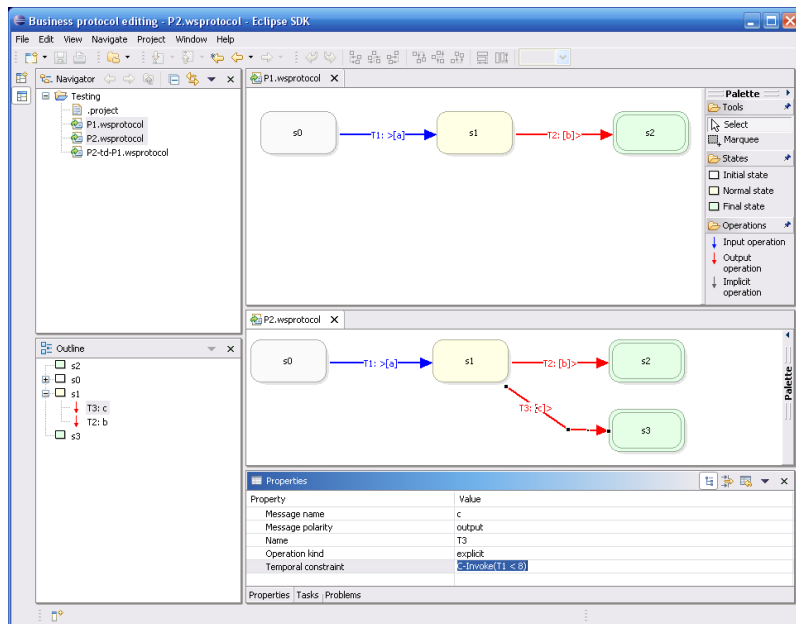 Business protocol editing - P2.wsprotocol - Eclipse SDK
File Edit View Navigate Project Window Help
Navigator
Testing
.project
P1.wsprotocol
P2.wsprotocol
P2-td-P1.wsprotocol
P1.wsprotocol
s0
T1: >[a]
s1
T2: [b]>
s2
Palette
Tools
Select
Marquee
States
Initial state
Normal state
Final state
Operations
Input operation
Output
operation
Implicit
operation
P2.wsprotocol
s0
T1: >[a]
s1
T2: [b]>
s2
T3: [c]>
s3
Palette
Outline
s2
s0
s1
T3: c
T2: b
s3
Properties
Property Value
Message name c
Message polarity output
Name T3
Operation kind explicit
Temporal constraint C-Invoke(T1 < 8)
Properties Tasks Problems